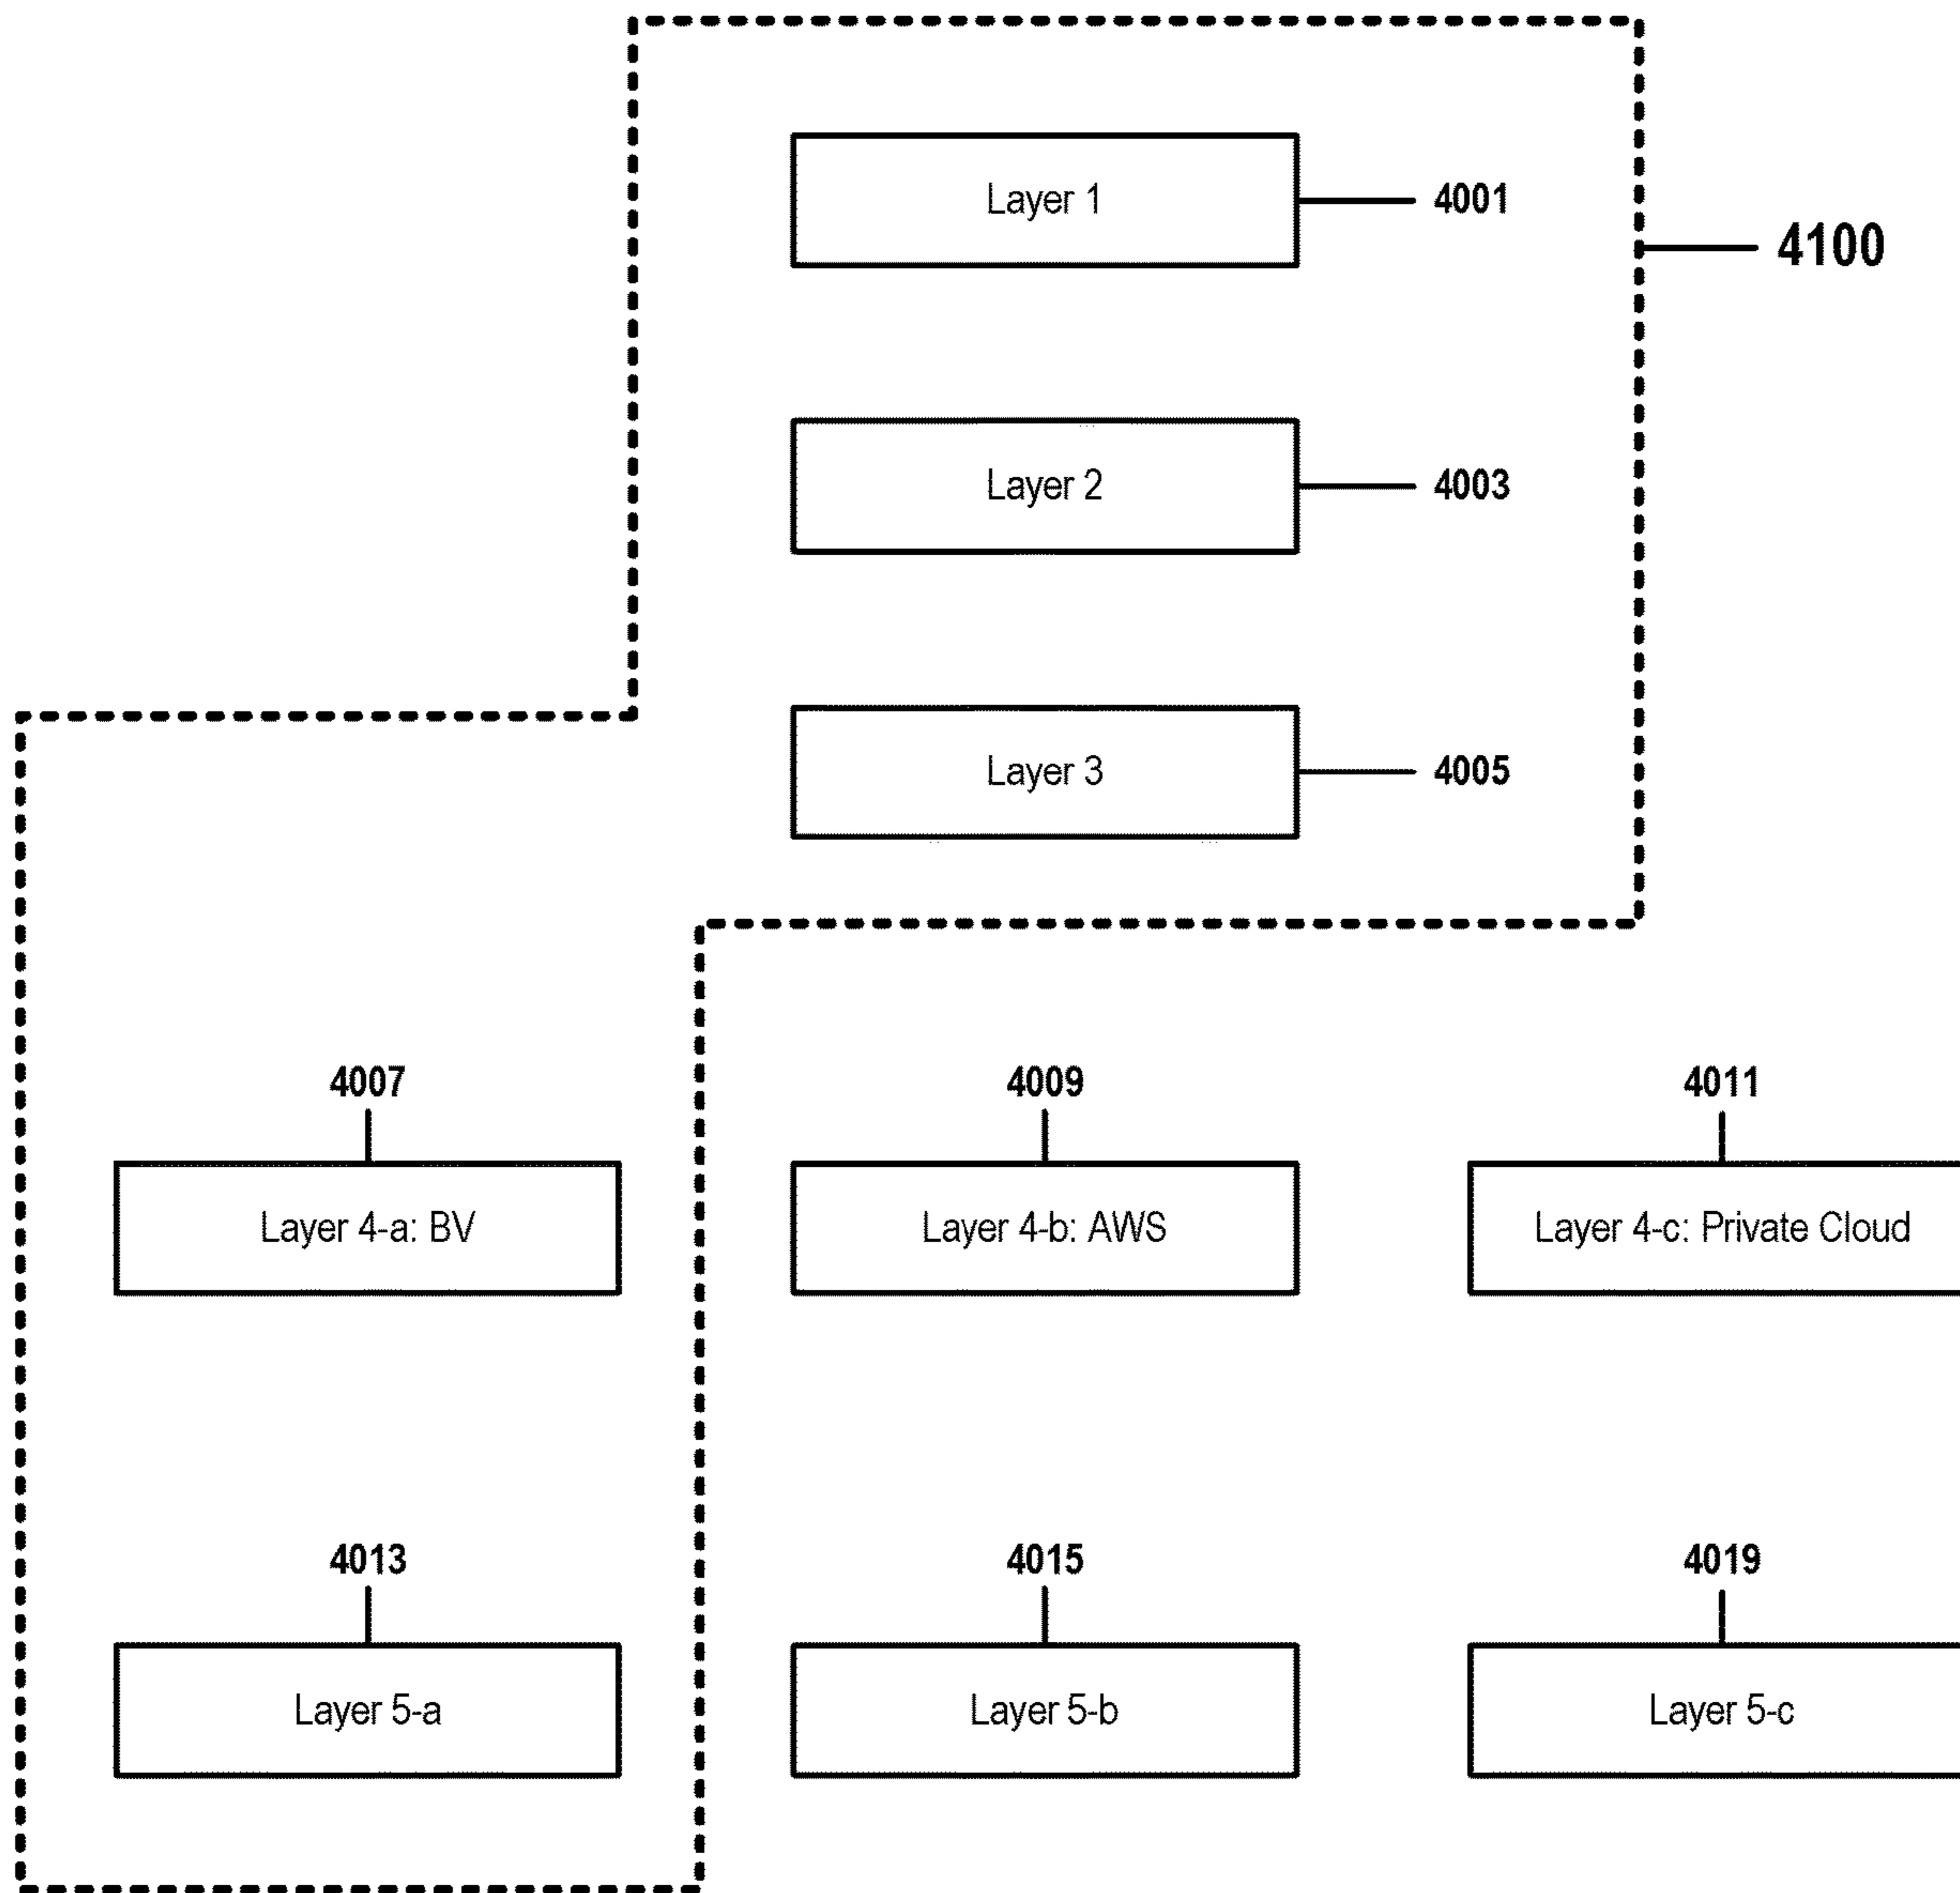 Layer 1
4001
4100
Layer 2
4003
Layer 3
4005
4007
4009
4011
Layer 4-a: BV
Layer 4-b: AWS
Layer 4-c: Private Cloud
4013
4015
4019
Layer 5-a
Layer 5-b
Layer 5-c